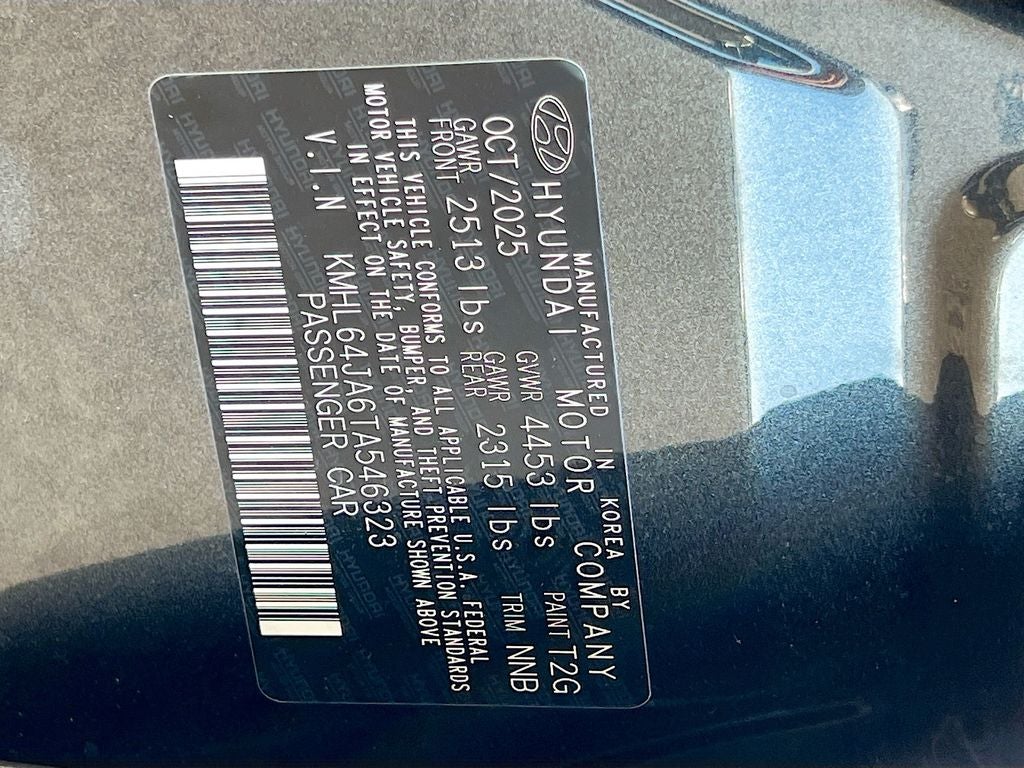 MANUFACTURED IN KOREA BY
HYUNDAI MOTOR COMPANY
OCT/2025 GVWR 4453 lbs PAINT T2G
GAWR FRONT 2513 lbs GAWR REAR 2315 lbs TRIM NNB
THIS VEHICLE CONFORMS TO ALL APPLICABLE U.S.A. FEDERAL
MOTOR VEHICLE SAFETY, BUMPER, AND THEFT PREVENTION STANDARDS
IN EFFECT ON THE DATE OF MANUFACTURE SHOWN ABOVE
V.I.N KMHL64JA6TA546323
PASSENGER CAR